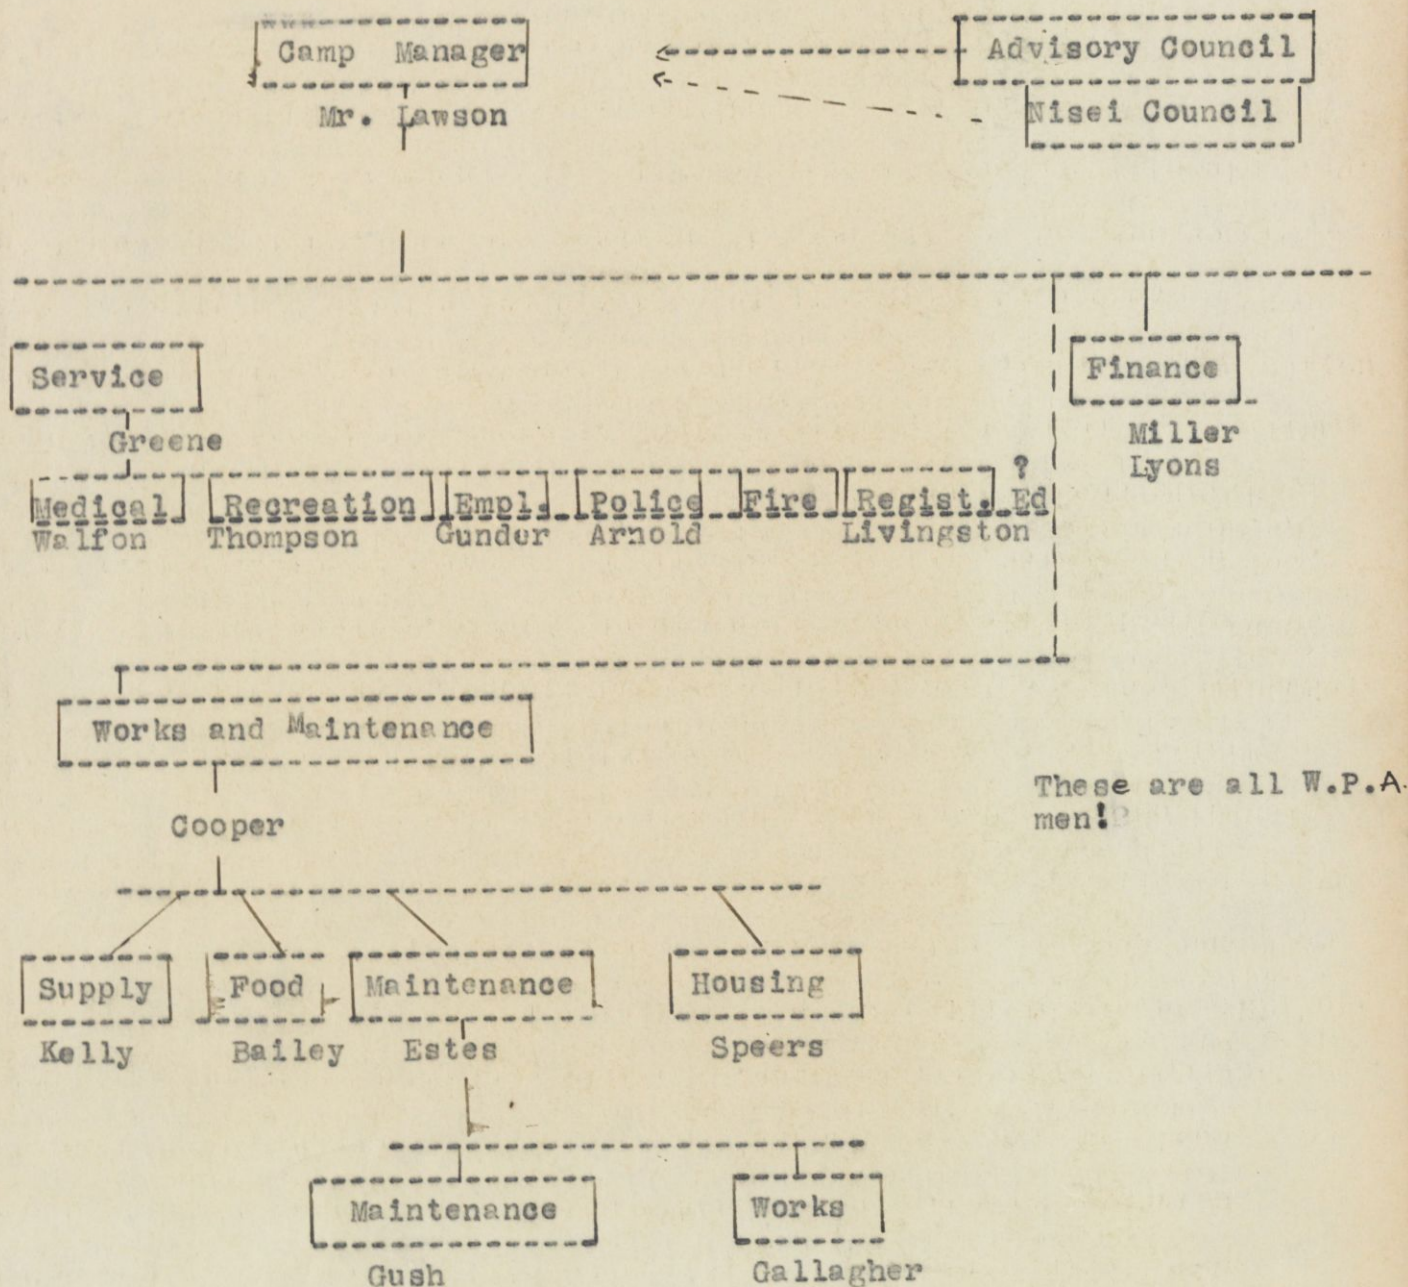 Camp Manager Advisory Council
Mr. Lawson Nisei Council
Service Finance
Greene Miller
Lyons
?
Medical Recreation Empl. Police Fire Regist. Ed
Walfon Thompson Gunder Arnold Livingston
Works and Maintenance
These are all W.P.A.
men!
Cooper
Supply Food Maintenance Housing
Kelly Bailey Estes Speers
Maintenance Works
Gush Gallagher